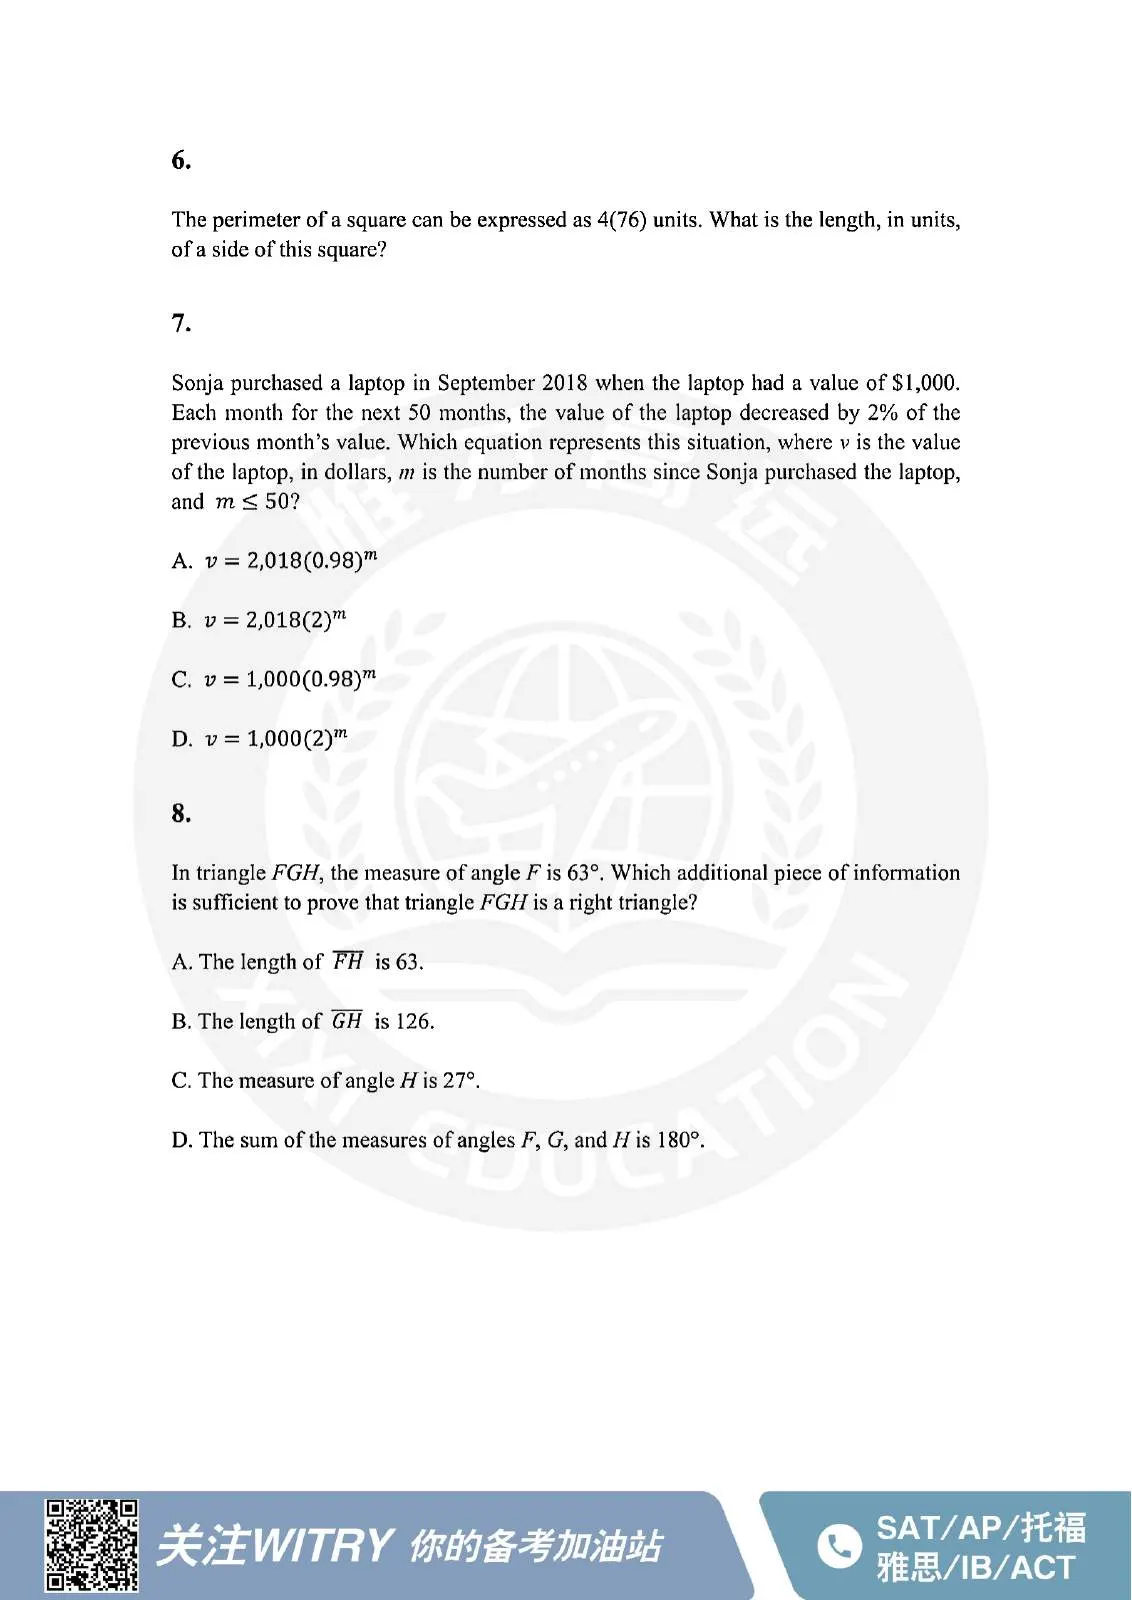 6.
The perimeter of a square can be expressed as 4(76) units. What is the length, in units,
of a side of this square?
7.
Sonja purchased a laptop in September 2018 when the laptop had a value of $1,000.
Each month for the next 50 months, the value of the laptop decreased by 2% of the
previous month's value. Which equation represents this situation, where v is the value
of the laptop, in dollars, m is the number of months since Sonja purchased the laptop,
and m ≤ 50?
A. v = 2,018(0.98)^m
B. v = 2,018(2)^m
C. v = 1,000(0.98)^m
D. v = 1,000(2)^m
8.
In triangle FGH, the measure of angle F is 63°. Which additional piece of information
is sufficient to prove that triangle FGH is a right triangle?
A. The length of F̅H̅ is 63.
B. The length of G̅H̅ is 126.
C. The measure of angle H is 27°.
D. The sum of the measures of angles F, G, and H is 180°.
XIXI EDUCATION
关注WITRY 你的备考加油站
SAT/AP/托福
雅思/IB/ACT